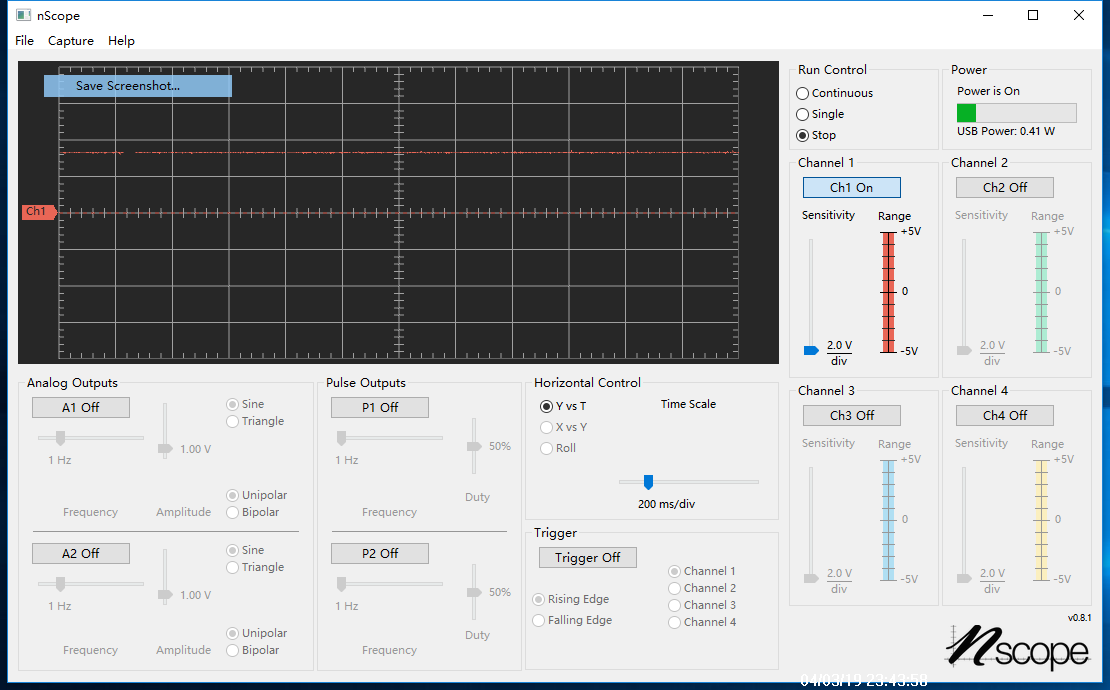 nScope
File Capture Help
Save Screenshot...
Ch1
Run Control
Continuous
Single
Stop
Power
Power is On
USB Power: 0.41 W
Channel 1
Ch1 On
Sensitivity Range
+5V
0
2.0 V
div
-5V
Channel 2
Ch2 Off
Sensitivity Range
+5V
0
2.0 V
div
-5V
Analog Outputs
A1 Off
1 Hz
1.00 V
Sine
Triangle
Unipolar
Bipolar
Frequency Amplitude
A2 Off
1 Hz
1.00 V
Sine
Triangle
Unipolar
Bipolar
Frequency Amplitude
Pulse Outputs
P1 Off
1 Hz
50%
Duty
Frequency
P2 Off
1 Hz
50%
Duty
Frequency
Horizontal Control
Y vs T
X vs Y
Roll
Time Scale
200 ms/div
Trigger
Trigger Off
Rising Edge
Falling Edge
Channel 1
Channel 2
Channel 3
Channel 4
Channel 3
Ch3 Off
Sensitivity Range
+5V
0
2.0 V
div
-5V
Channel 4
Ch4 Off
Sensitivity Range
+5V
0
2.0 V
div
-5V
v0.8.1
nscope
04/03/19 23:43:58